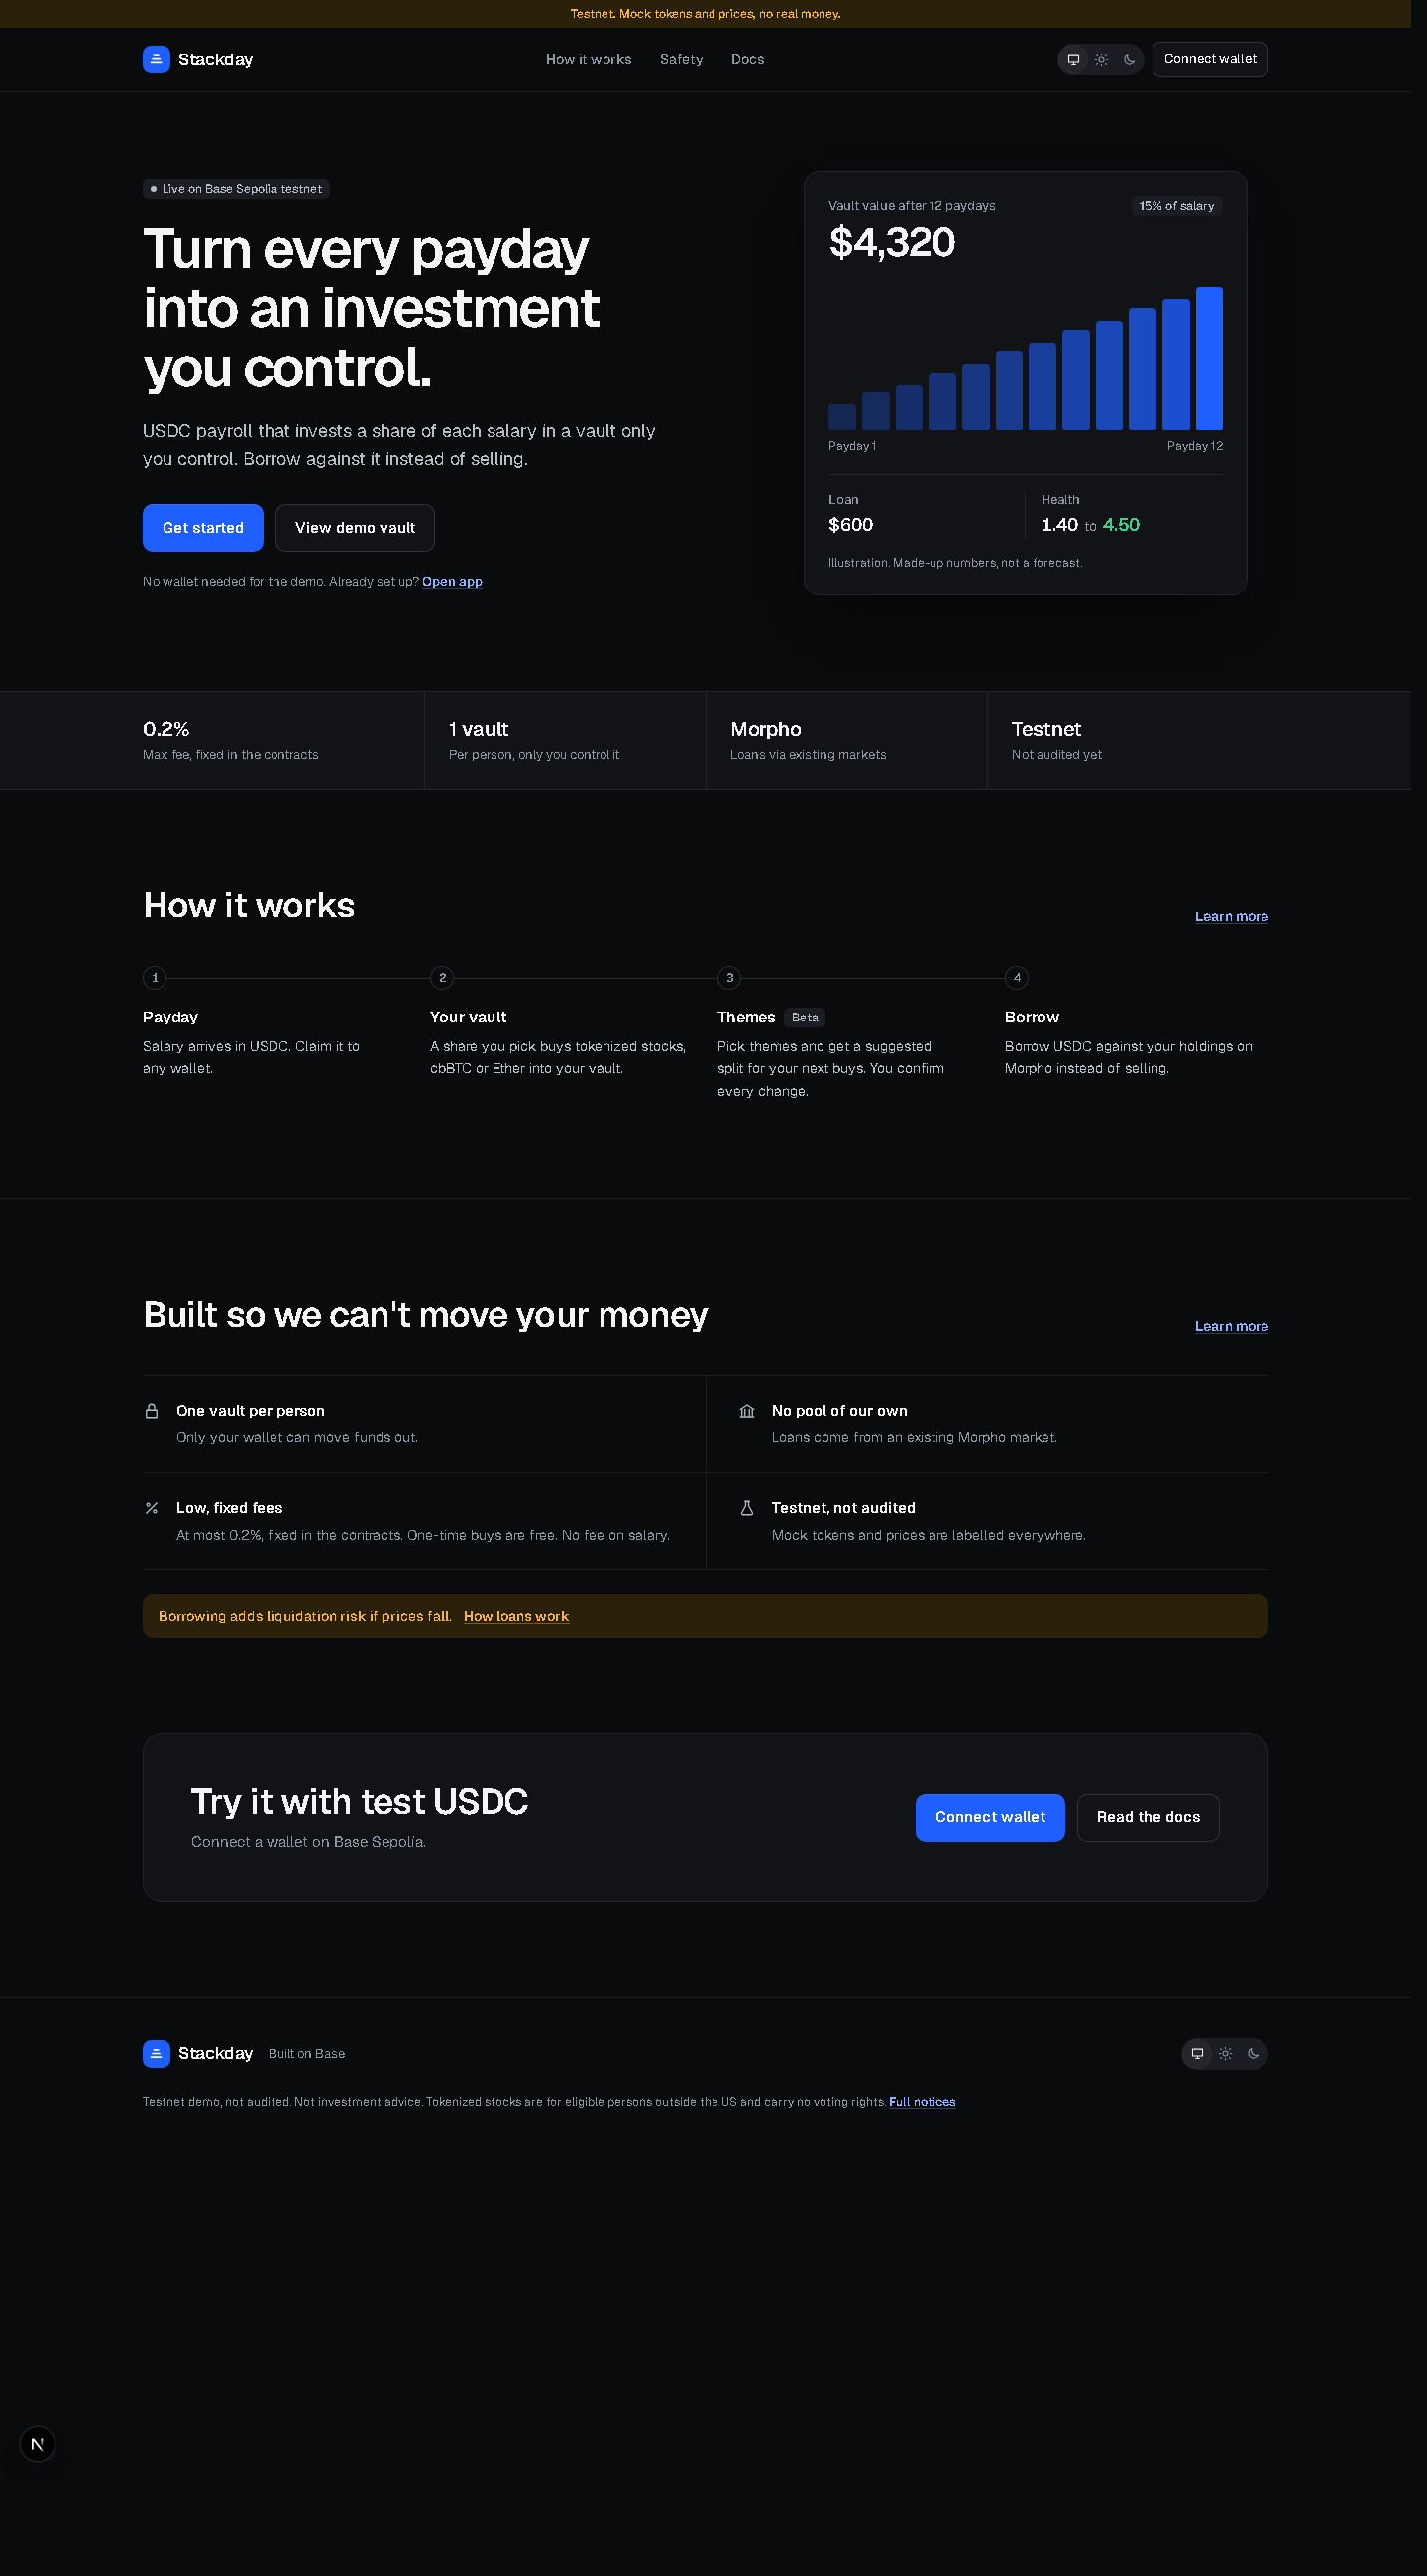 Testnet. Mock tokens and prices, no real money.
Stackday
How it works
Safety
Docs
Connect wallet
Live on Base Sepolia testnet
Turn every payday
into an investment
you control.
USDC payroll that invests a share of each salary in a vault only
you control. Borrow against it instead of selling.
Get started
View demo vault
No wallet needed for the demo. Already set up? Open app
Vault value after 12 paydays
15% of salary
$4,320
Payday 1
Payday 12
Loan
$600
Health
1.40 to 4.50
Illustration. Made-up numbers, not a forecast.
0.2%
Max fee, fixed in the contracts
1 vault
Per person, only you control it
Morpho
Loans via existing markets
Testnet
Not audited yet
How it works
Learn more
1
Payday
Salary arrives in USDC. Claim it to
any wallet.
2
Your vault
A share you pick buys tokenized stocks,
cbBTC or Ether into your vault.
3
Themes Beta
Pick themes and get a suggested
split for your next buys. You confirm
every change.
4
Borrow
Borrow USDC against your holdings on
Morpho instead of selling.
Built so we can't move your money
Learn more
One vault per person
Only your wallet can move funds out.
No pool of our own
Loans come from an existing Morpho market.
Low, fixed fees
At most 0.2%, fixed in the contracts. One-time buys are free. No fee on salary.
Testnet, not audited
Mock tokens and prices are labelled everywhere.
Borrowing adds liquidation risk if prices fall. How loans work
Try it with test USDC
Connect a wallet on Base Sepolia.
Connect wallet
Read the docs
Stackday
Built on Base
Testnet demo, not audited. Not investment advice. Tokenized stocks are for eligible persons outside the US and carry no voting rights. Full notices
N